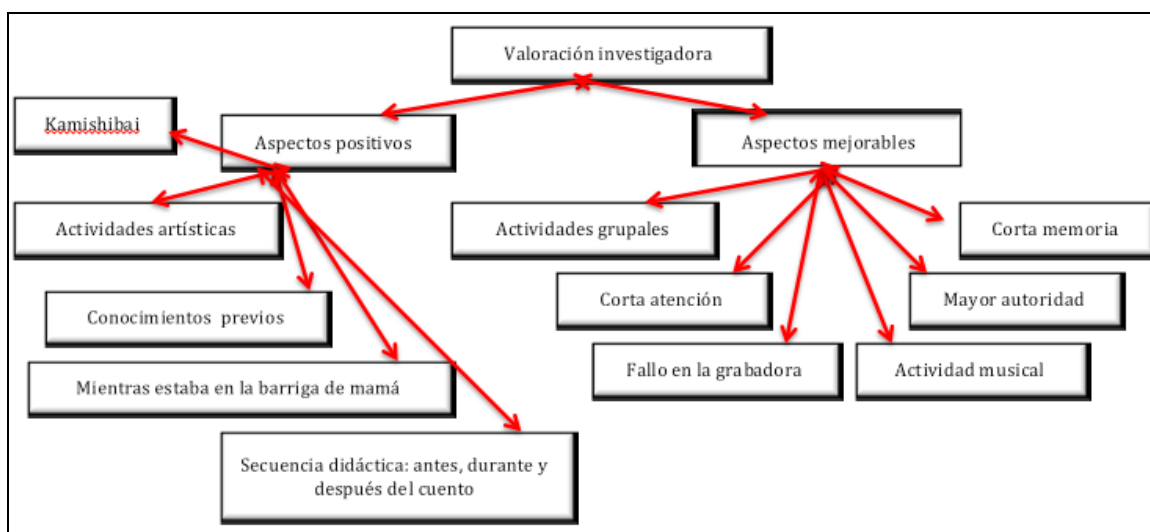 Valoración investigadora
Kamishibai
Aspectos positivos
Aspectos mejorables
Actividades artísticas
Actividades grupales
Corta memoria
Conocimientos previos
Corta atención
Mayor autoridad
Mientras estaba en la barriga de mamá
Fallo en la grabadora
Actividad musical
Secuencia didáctica: antes, durante y
después del cuento